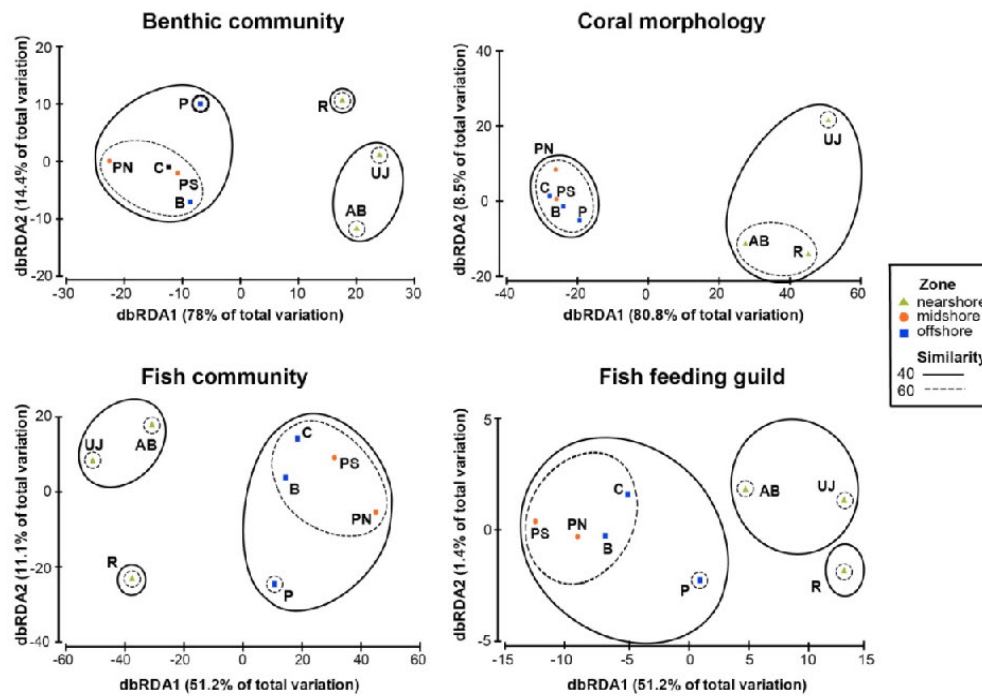 Benthic community
Coral morphology
20
10
0
-10
-20
dbRDA2 (14.4% of total variation)
P
PN
C
PS
B
R
UJ
AB
-30
-20
-10
0
10
20
30
dbRDA1 (78% of total variation)
40
20
0
-20
dbRDA2 (8.5% of total variation)
PN
C
PS
B
P
UJ
AB
R
-40
-20
0
20
40
60
dbRDA1 (80.8% of total variation)
Zone
nearshore
midshore
offshore
Similarity
40
60
Fish community
Fish feeding guild
20
0
-20
-40
dbRDA2 (11.1% of total variation)
UJ
AB
R
C
PS
B
PN
P
-60
-40
-20
0
20
40
60
dbRDA1 (51.2% of total variation)
5
0
-5
dbRDA2 (1.4% of total variation)
C
PS
PN
B
P
AB
UJ
R
-15
-10
-5
0
5
10
15
dbRDA1 (51.2% of total variation)